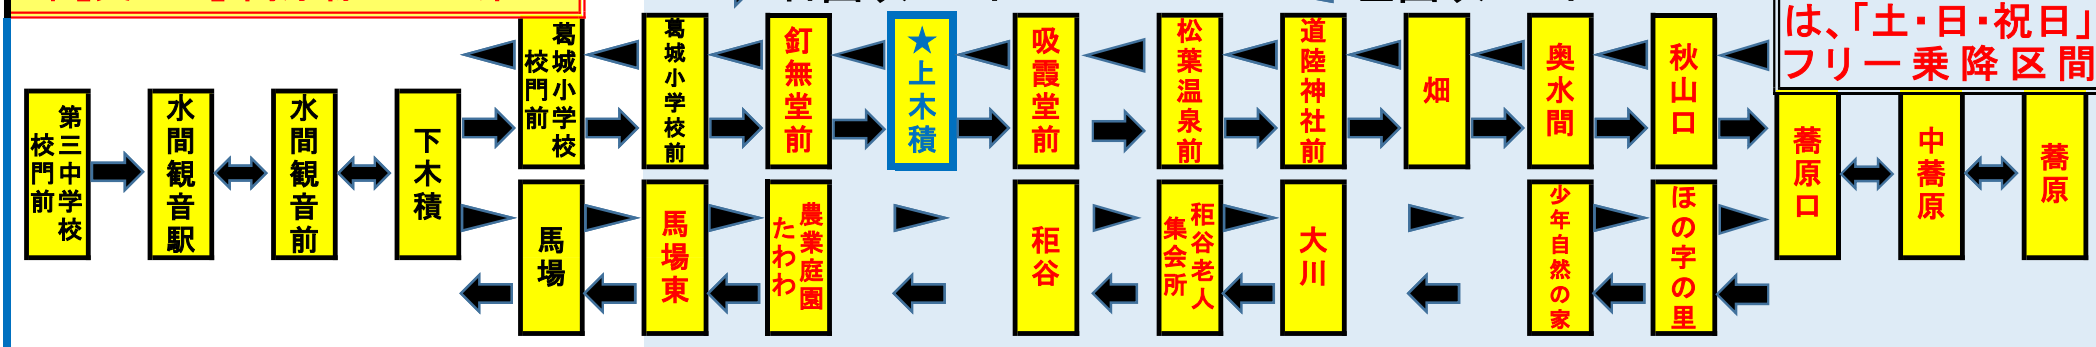 は、「土・日・祝日」
フリー乗降区間
第三中学校
校門前
水間観音駅
水間観音前
下木積
葛城小学校
校門前
葛城小学校前
釘無堂前
★上木積
吸霞堂前
松葉温泉前
道陸神社前
畑
奥水間
秋山口
蕎原口
中蕎原
蕎原
馬場
馬場東
農業庭園
たわわ
秬谷
秬谷老人
集会所
大川
少年自然の家
ほの字の里